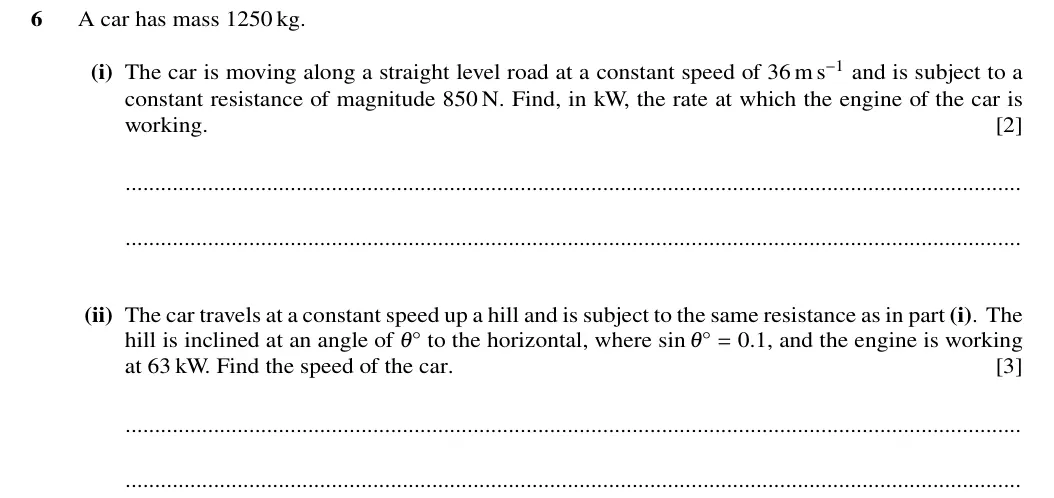 6 A car has mass 1250 kg.
(i) The car is moving along a straight level road at a constant speed of 36 m s⁻¹ and is subject to a
constant resistance of magnitude 850 N. Find, in kW, the rate at which the engine of the car is
working. [2]
(ii) The car travels at a constant speed up a hill and is subject to the same resistance as in part (i). The
hill is inclined at an angle of θ° to the horizontal, where sin θ° = 0.1, and the engine is working
at 63 kW. Find the speed of the car. [3]